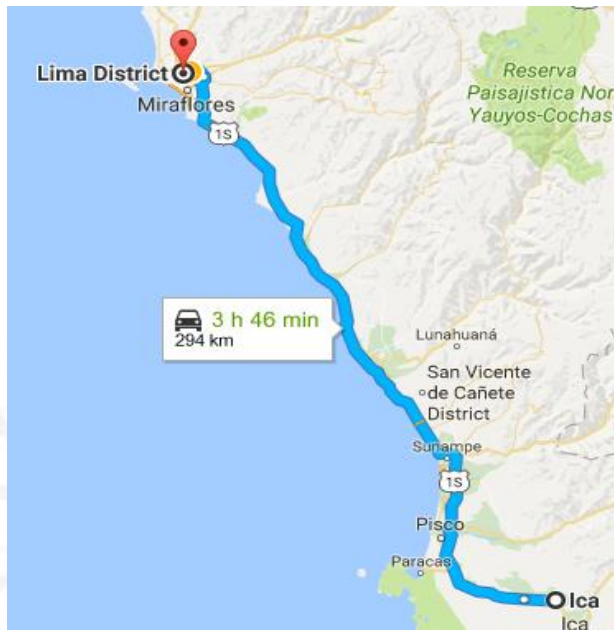 Lima District
Miraflores
1S
Reserva
Paisajistica Nor
Yauyos-Cochas
3 h 46 min
294 km
Lunahuaná
San Vicente
de Cañete
District
Sunampe
1S
Pisco
Paracas
Ica
Ica